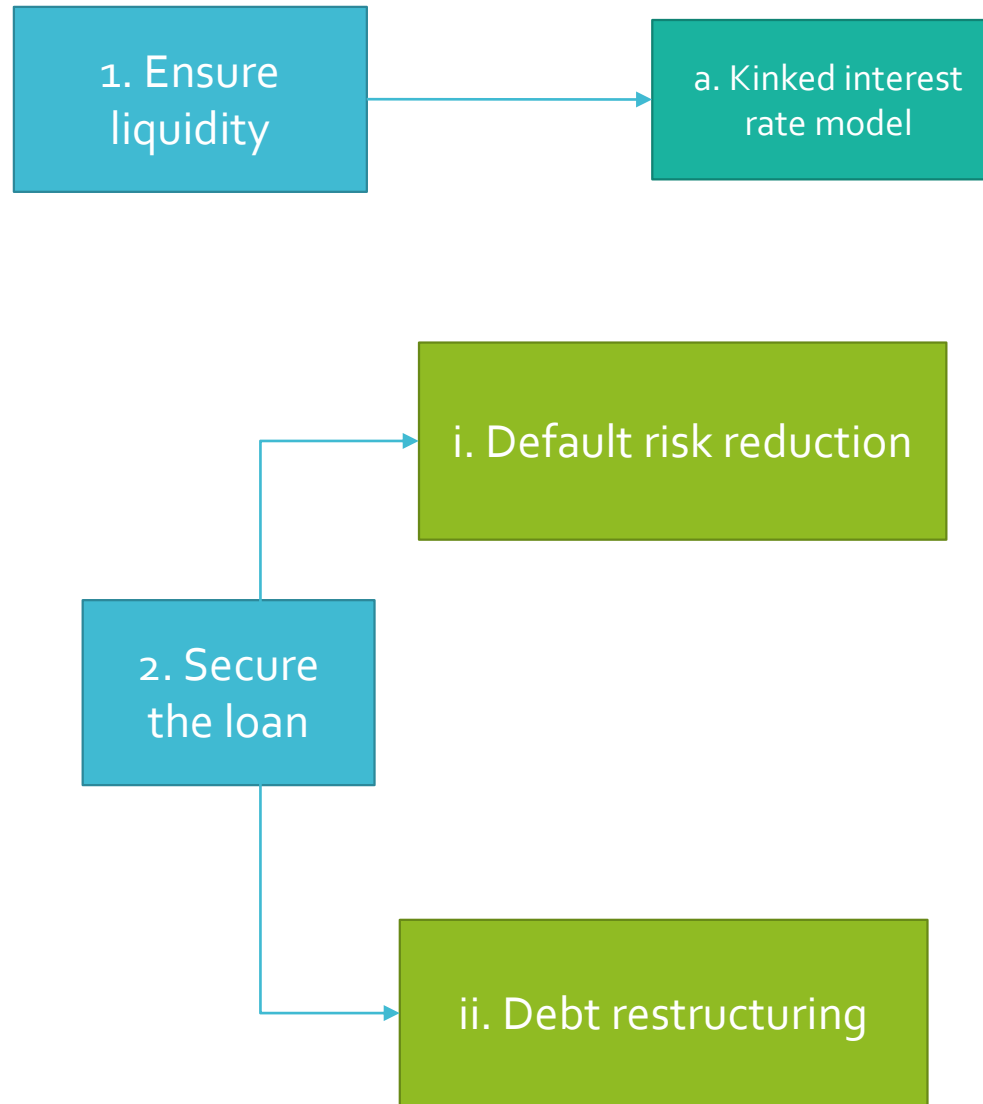 1. Ensure
liquidity
a. Kinked interest
rate model
i. Default risk reduction
2. Secure
the loan
ii. Debt restructuring